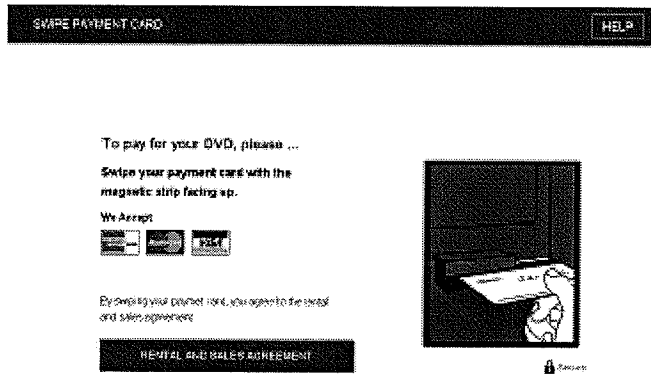 SWIPE PAYMENT CARD
HELP
To pay for your DVD, please ...
Swipe your payment card with the
magnetic strip facing up.
We Accept
VISA
By swiping your payment card, you agree to the rental
and sales agreement
RENTAL AND SALES AGREEMENT
Secure